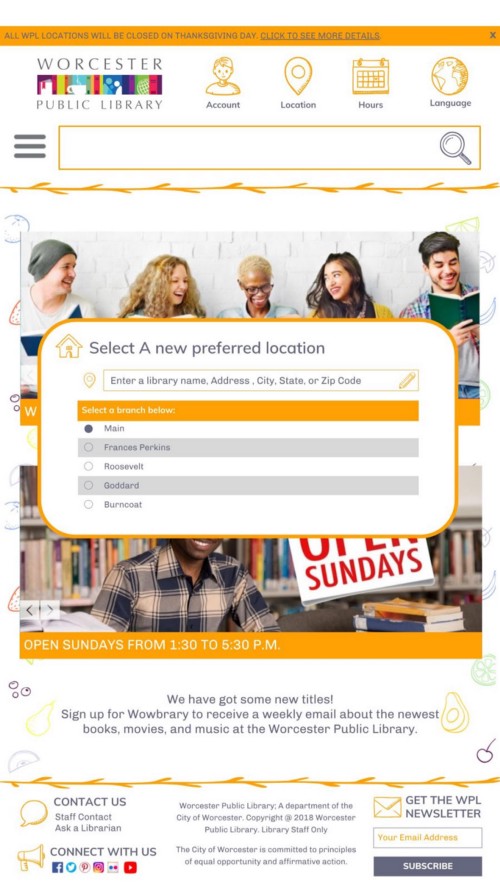 ALL WPL LOCATIONS WILL BE CLOSED ON THANKSGIVING DAY. CLICK TO SEE MORE DETAILS. X
WORCESTER
PUBLIC LIBRARY
Account
Location
Hours
Language
Select A new preferred location
Enter a library name, Address , City, State, or Zip Code
Select a branch below:
Main
Frances Perkins
Roosevelt
Goddard
Burncoat
W
OPEN
SUNDAYS
OPEN SUNDAYS FROM 1:30 TO 5:30 P.M.
We have got some new titles!
Sign up for Wowbrary to receive a weekly email about the newest
books, movies, and music at the Worcester Public Library.
CONTACT US
Staff Contact
Ask a Librarian
CONNECT WITH US
Worcester Public Library; A department of the
City of Worcester. Copyright @ 2018 Worcester
Public Library. Library Staff Only
The City of Worcester is committed to principles
of equal opportunity and affirmative action.
GET THE WPL
NEWSLETTER
Your Email Address
SUBSCRIBE